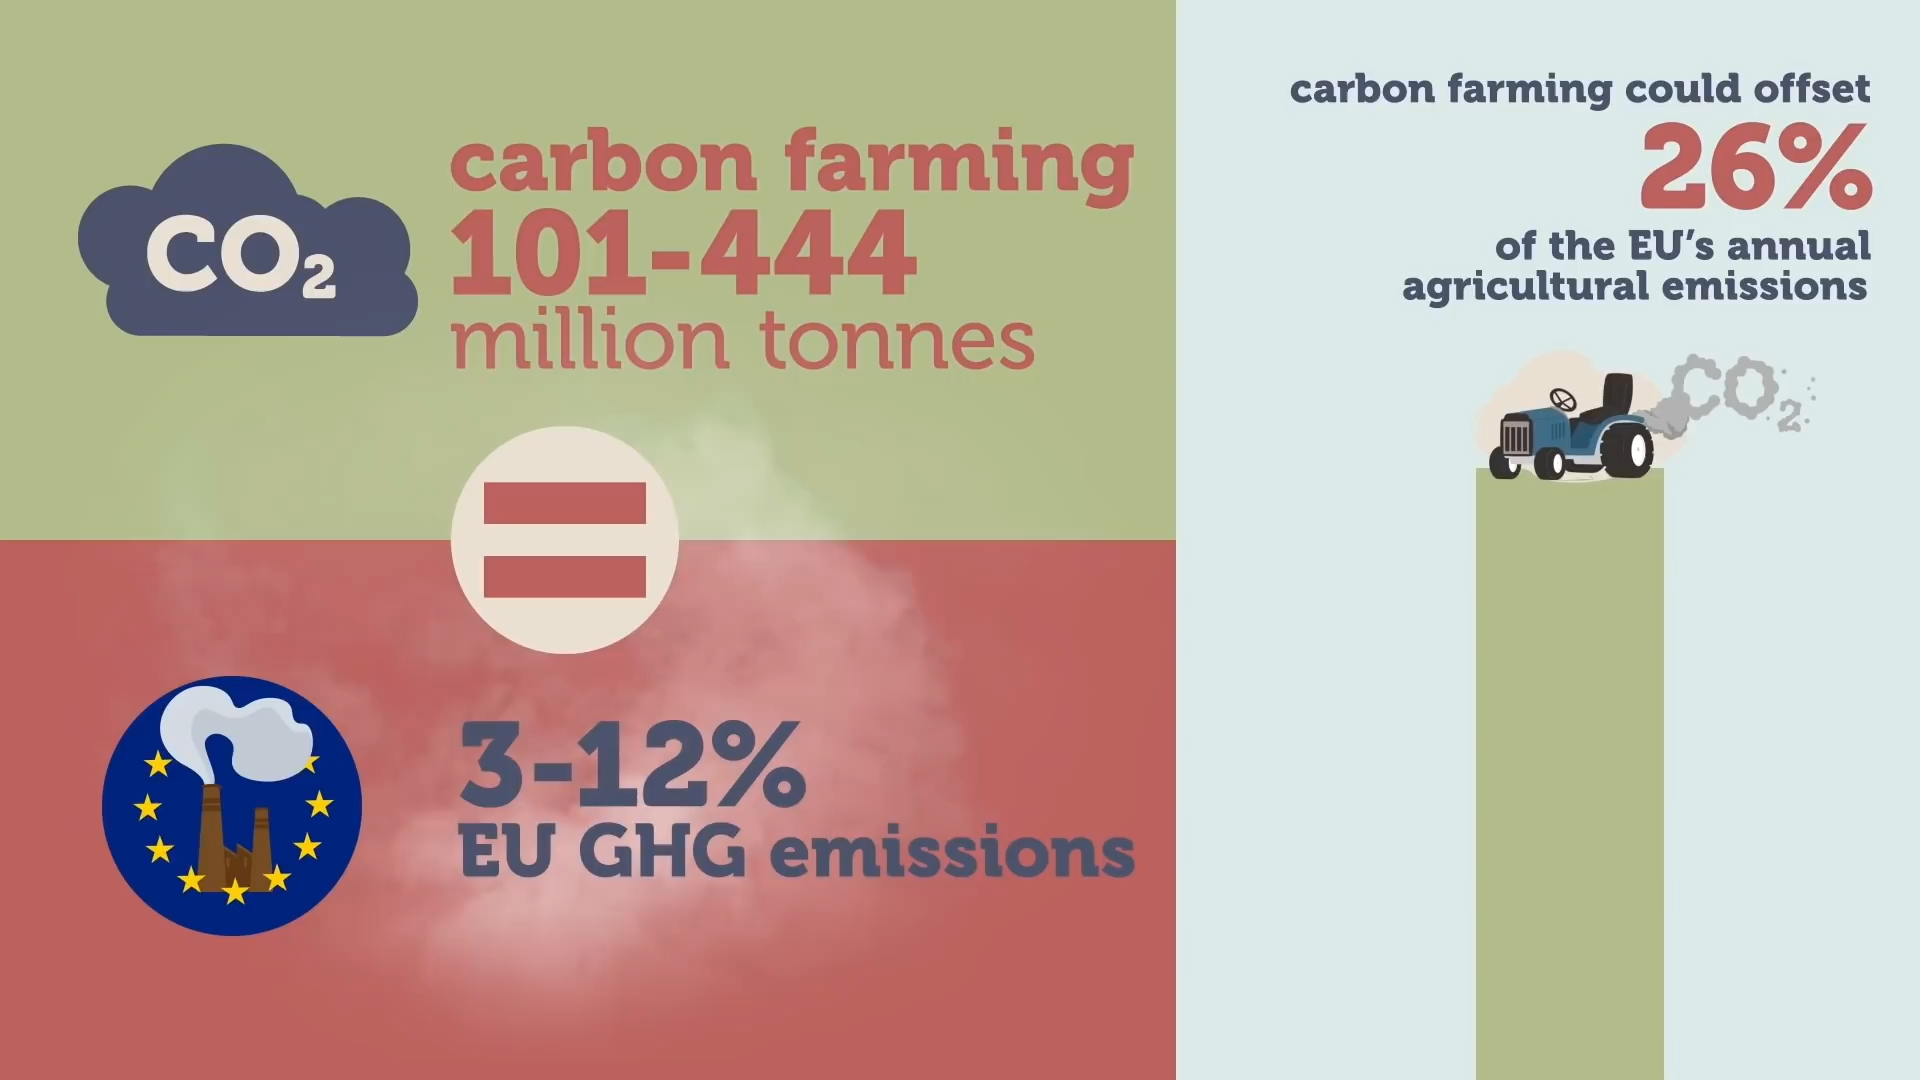 CO₂
carbon farming
101-444
million tonnes
3-12%
EU GHG emissions
carbon farming could offset
26%
of the EU's annual
agricultural emissions
CO₂